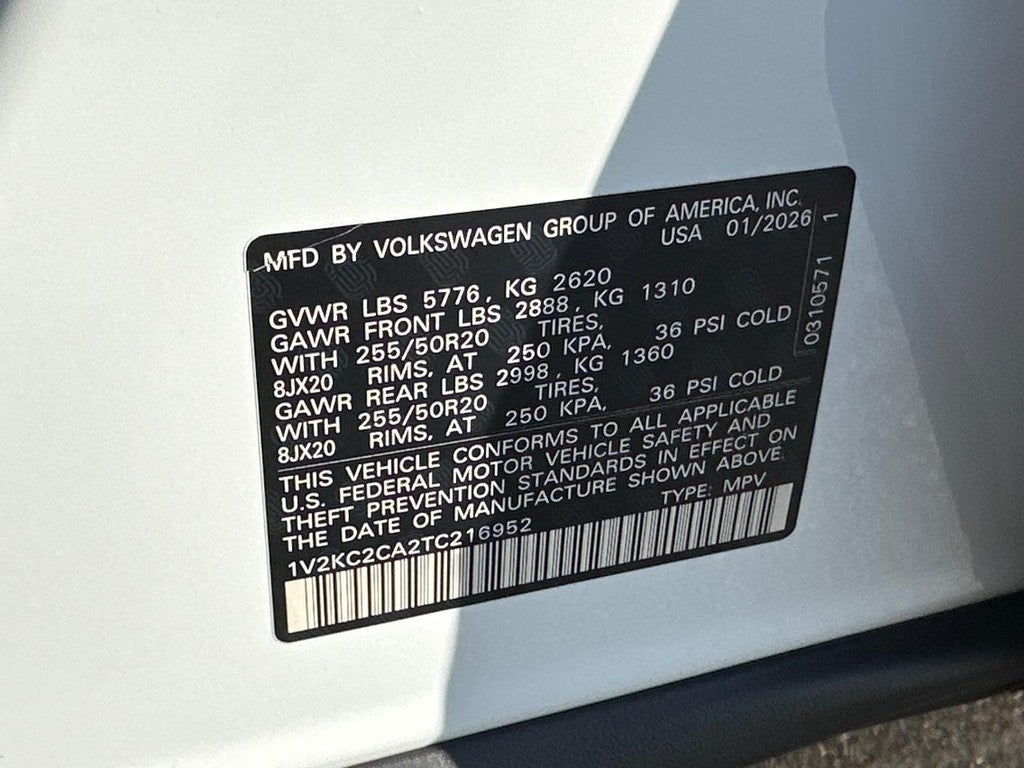 MFD BY VOLKSWAGEN GROUP OF AMERICA, INC.
USA 01/2026
GVWR LBS 5776, KG 2620
GAWR FRONT LBS 2888, KG 1310
WITH 255/50R20 TIRES,
8JX20 RIMS, AT 250 KPA, 36 PSI COLD
GAWR REAR LBS 2998, KG 1360
WITH 255/50R20 TIRES,
8JX20 RIMS, AT 250 KPA, 36 PSI COLD
THIS VEHICLE CONFORMS TO ALL APPLICABLE
U.S. FEDERAL MOTOR VEHICLE SAFETY AND
THEFT PREVENTION STANDARDS IN EFFECT ON
THE DATE OF MANUFACTURE SHOWN ABOVE.
TYPE: MPV
1V2KC2CA2TC216952
0310571 1